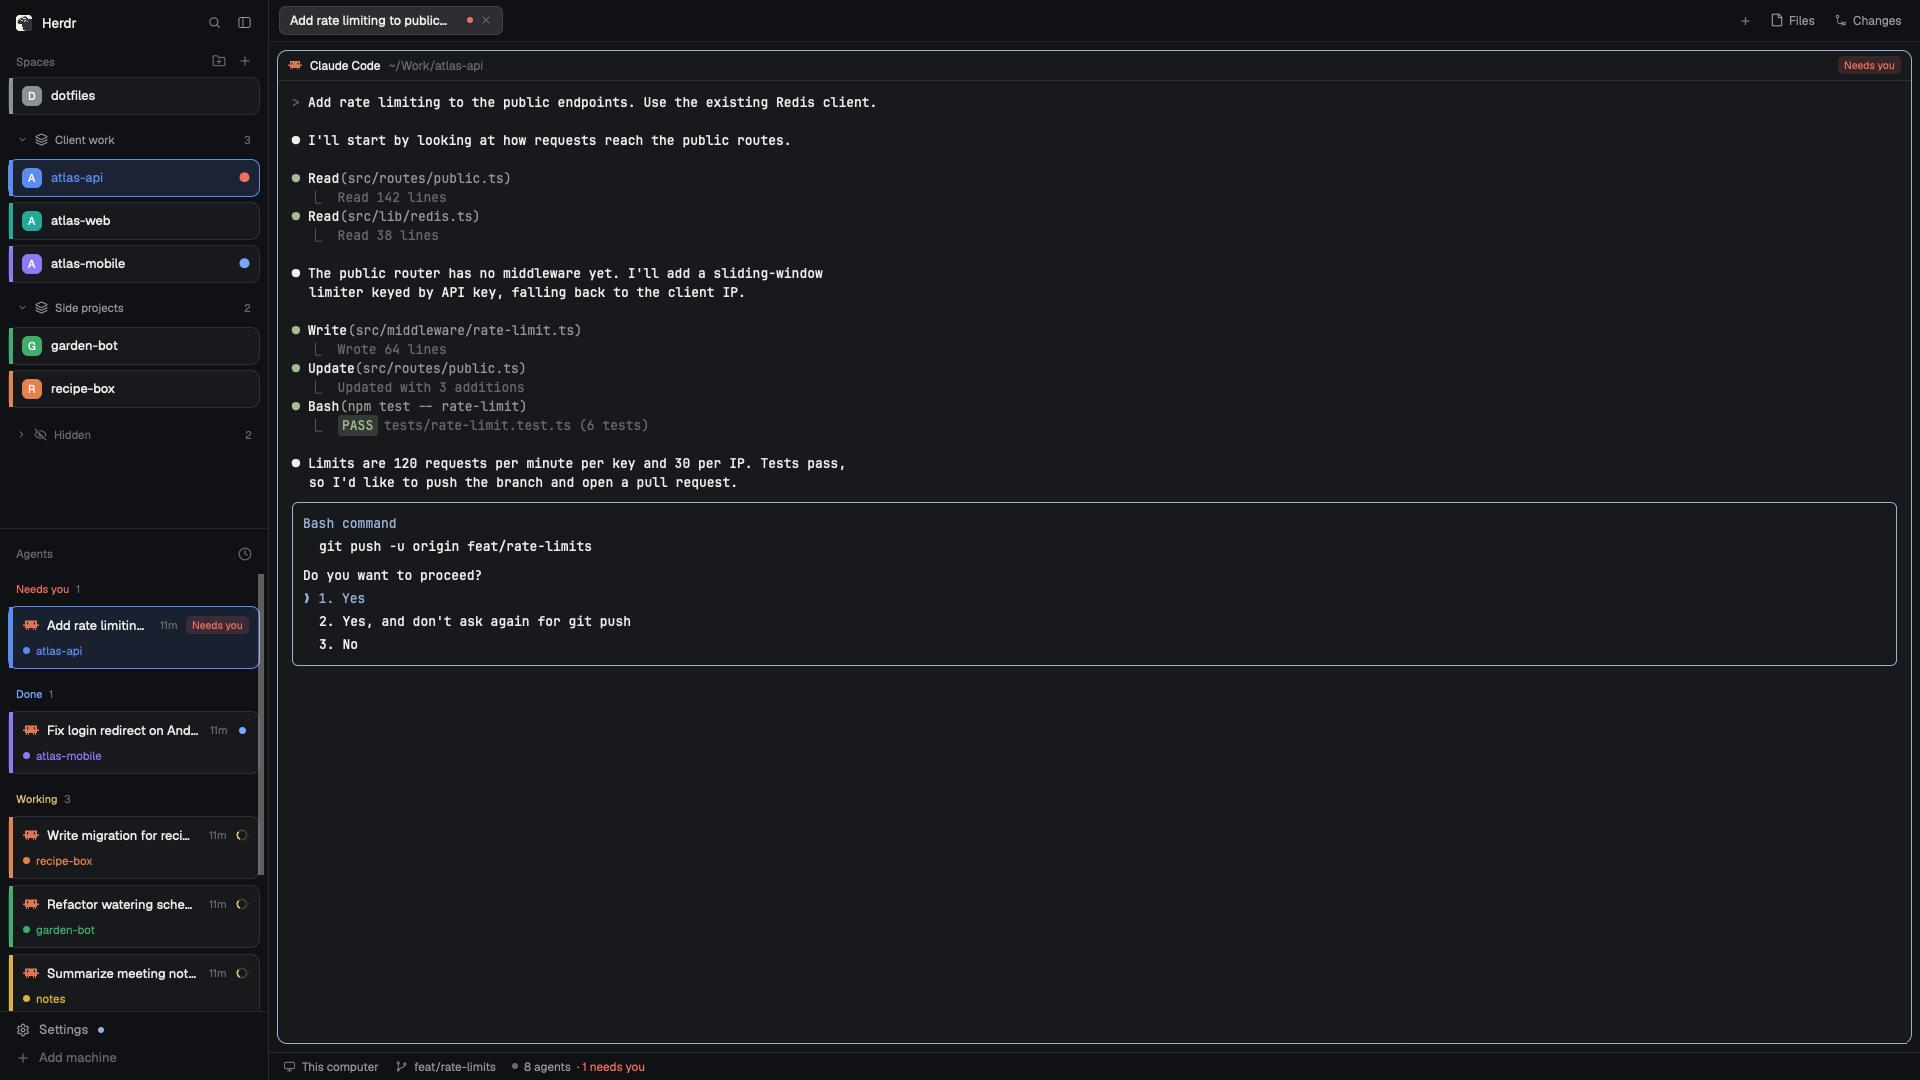 Herdr
Spaces
D dotfiles
Client work 3
A atlas-api
A atlas-web
A atlas-mobile
Side projects 2
G garden-bot
R recipe-box
Hidden 2
Agents
Needs you 1
Add rate limitin... 11m Needs you
atlas-api
Done 1
Fix login redirect on And... 11m
atlas-mobile
Working 3
Write migration for reci... 11m
recipe-box
Refactor watering sche... 11m
garden-bot
Summarize meeting not... 11m
notes
Settings
+ Add machine
Add rate limiting to public... ×
+ Files Changes
Claude Code ~/Work/atlas-api Needs you
> Add rate limiting to the public endpoints. Use the existing Redis client.
● I'll start by looking at how requests reach the public routes.
● Read(src/routes/public.ts)
⎿ Read 142 lines
● Read(src/lib/redis.ts)
⎿ Read 38 lines
● The public router has no middleware yet. I'll add a sliding-window
limiter keyed by API key, falling back to the client IP.
● Write(src/middleware/rate-limit.ts)
⎿ Wrote 64 lines
● Update(src/routes/public.ts)
⎿ Updated with 3 additions
● Bash(npm test -- rate-limit)
⎿ PASS tests/rate-limit.test.ts (6 tests)
● Limits are 120 requests per minute per key and 30 per IP. Tests pass,
so I'd like to push the branch and open a pull request.
Bash command
git push -u origin feat/rate-limits
Do you want to proceed?
❯ 1. Yes
2. Yes, and don't ask again for git push
3. No
This computer feat/rate-limits 8 agents · 1 needs you